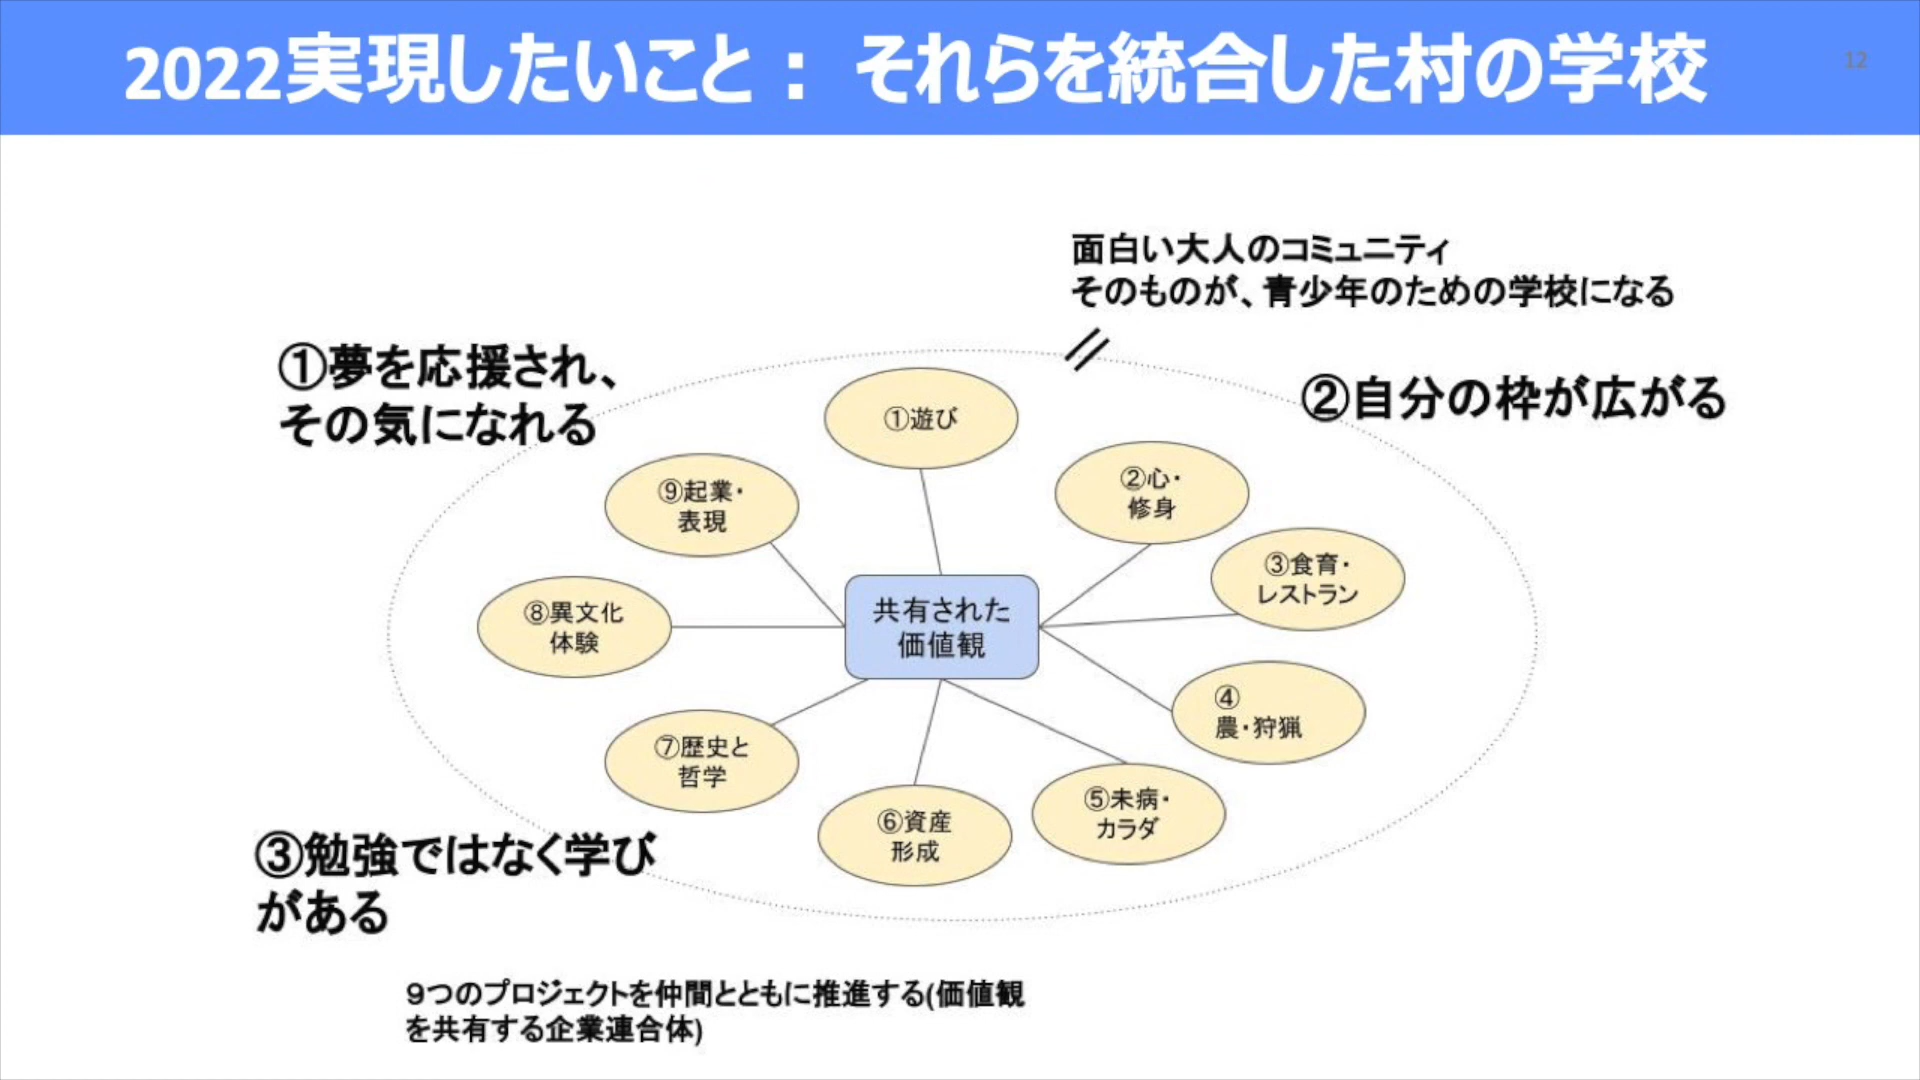 2022実現したいこと： それらを統合した村の学校
12
面白い大人のコミュニティ
そのものが、青少年のための学校になる
①夢を応援され、
その気になれる
②自分の枠が広がる
①遊び
②心・
修身
③食育・
レストラン
④
農・狩猟
⑤未病・
カラダ
⑥資産
形成
⑦歴史と
哲学
⑧異文化
体験
⑨起業・
表現
共有された
価値観
③勉強ではなく学び
がある
９つのプロジェクトを仲間とともに推進する(価値観
を共有する企業連合体)